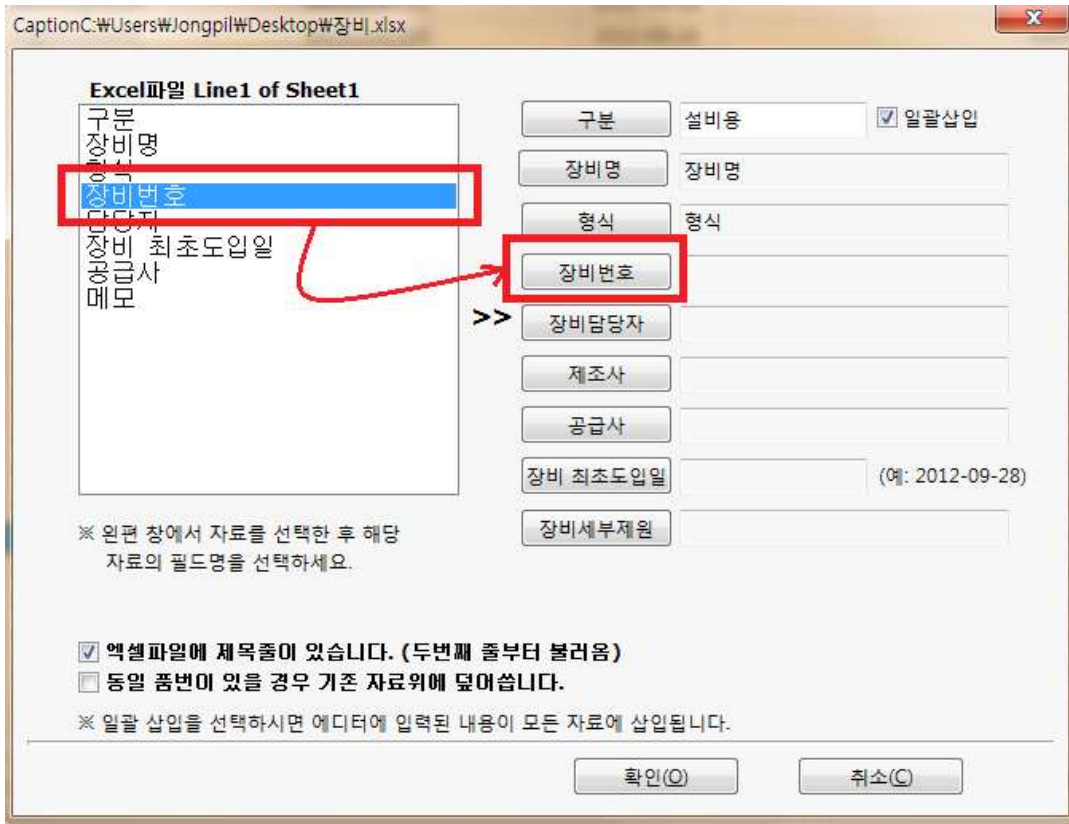 CaptionC:₩Users₩Jongpil₩Desktop₩장비.xlsx
x
Excel파일 Line1 of Sheet1
구분
장비명
형식
장비번호
담당자
장비 최초도입일
공급사
메모
>>
구분 설비용 일괄삽입
장비명 장비명
형식 형식
장비번호
장비담당자
제조사
공급사
장비 최초도입일 (예: 2012-09-28)
장비세부제원
※ 왼편 창에서 자료를 선택한 후 해당
자료의 필드명을 선택하세요.
엑셀파일에 제목줄이 있습니다. (두번째 줄부터 불러옴)
동일 품번이 있을 경우 기존 자료위에 덮어씁니다.
※ 일괄 삽입을 선택하시면 에디터에 입력된 내용이 모든 자료에 삽입됩니다.
확인(O) 취소(C)